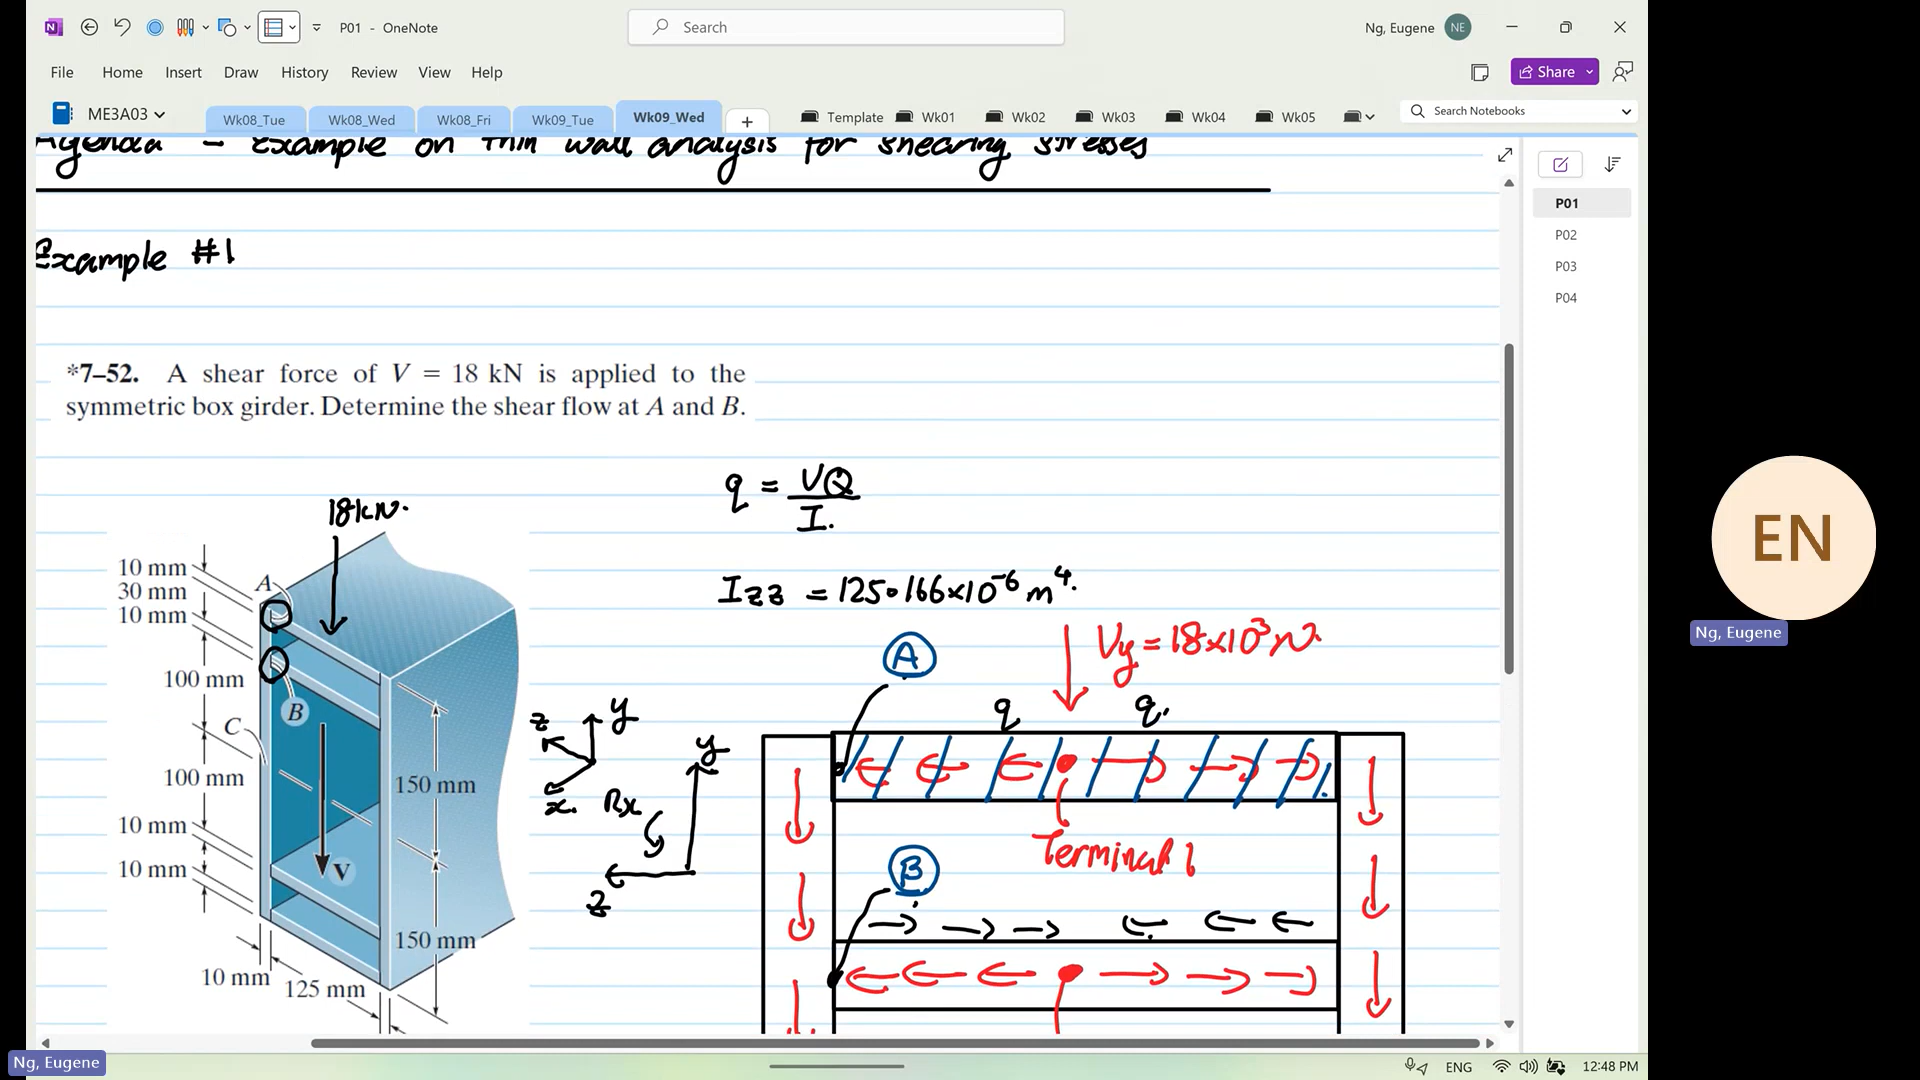 P01 - OneNote
Search
Ng, Eugene
NE
File Home Insert Draw History Review View Help
Share
ME3A03
Wk08_Tue Wk08_Wed Wk08_Fri Wk09_Tue Wk09_Wed
Template Wk01 Wk02 Wk03 Wk04 Wk05
Search Notebooks
Agenda - Example on thin wall analysis for shearing stresses
P01
P02
P03
P04
Example #1
*7–52. A shear force of V = 18 kN is applied to the
symmetric box girder. Determine the shear flow at A and B.
q = VQ
I.
18kN.
Izz = 125.166×10⁻⁶ m⁴.
Vy = 18×10³N
10 mm
30 mm
10 mm
100 mm
100 mm
10 mm
10 mm
A
B
C
V
150 mm
150 mm
10 mm
125 mm
z y
x.
y
Rx
z
A
q q.
Terminal 1
B
EN
Ng, Eugene
Ng, Eugene
ENG
12:48 PM